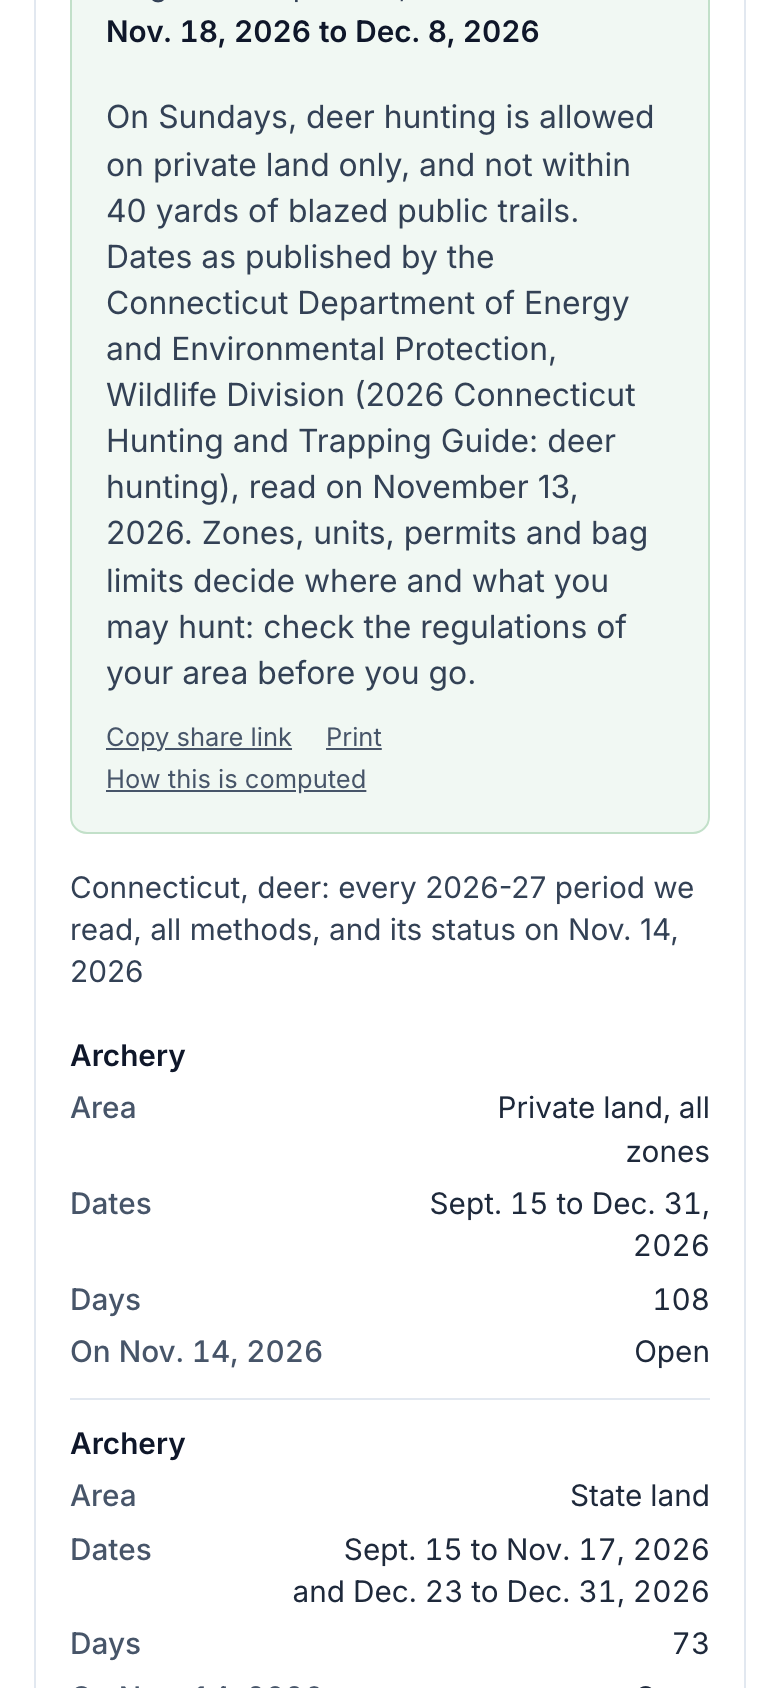 Nov. 18, 2026 to Dec. 8, 2026
On Sundays, deer hunting is allowed
on private land only, and not within
40 yards of blazed public trails.
Dates as published by the
Connecticut Department of Energy
and Environmental Protection,
Wildlife Division (2026 Connecticut
Hunting and Trapping Guide: deer
hunting), read on November 13,
2026. Zones, units, permits and bag
limits decide where and what you
may hunt: check the regulations of
your area before you go.
Copy share link Print
How this is computed
Connecticut, deer: every 2026-27 period we
read, all methods, and its status on Nov. 14,
2026
Archery
Area Private land, all
zones
Dates Sept. 15 to Dec. 31,
2026
Days 108
On Nov. 14, 2026 Open
Archery
Area State land
Dates Sept. 15 to Nov. 17, 2026
and Dec. 23 to Dec. 31, 2026
Days 73